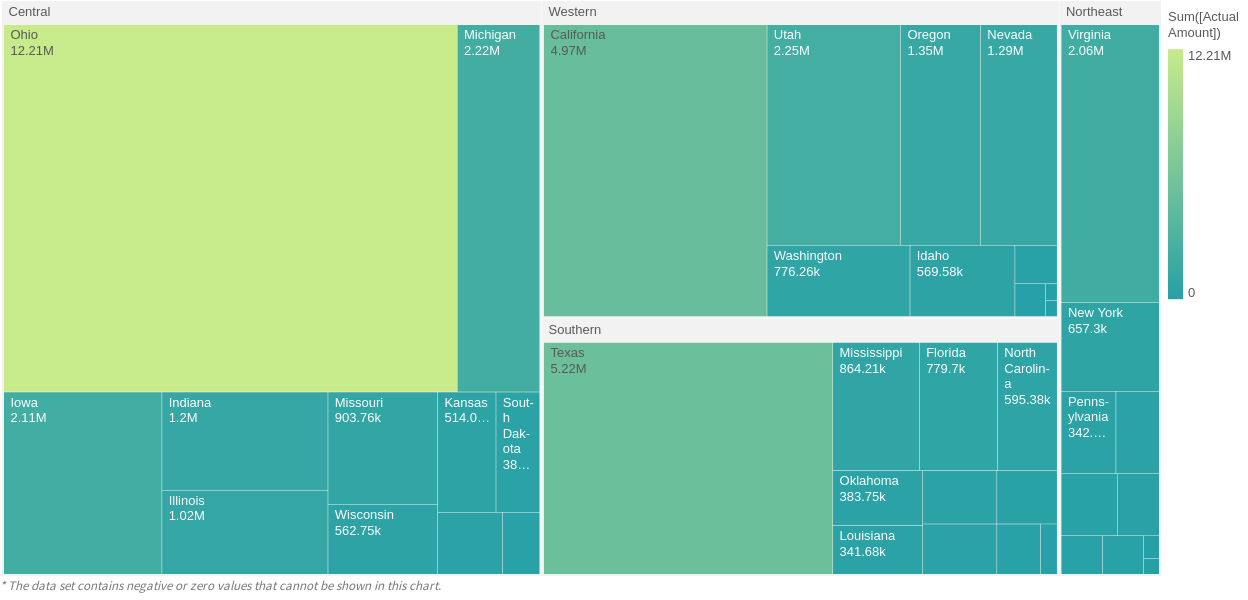 Central
Ohio
12.21M
Michigan
2.22M
Iowa
2.11M
Indiana
1.2M
Illinois
1.02M
Missouri
903.76k
Wisconsin
562.75k
Kansas
514.0…
Sout-
h
Dak-
ota
38…
Western
California
4.97M
Utah
2.25M
Oregon
1.35M
Nevada
1.29M
Washington
776.26k
Idaho
569.58k
Southern
Texas
5.22M
Mississippi
864.21k
Florida
779.7k
North
Carolin-
a
595.38k
Oklahoma
383.75k
Louisiana
341.68k
Northeast
Virginia
2.06M
New York
657.3k
Penns-
ylvania
342.…
Sum([Actual
Amount])
12.21M
0
* The data set contains negative or zero values that cannot be shown in this chart.